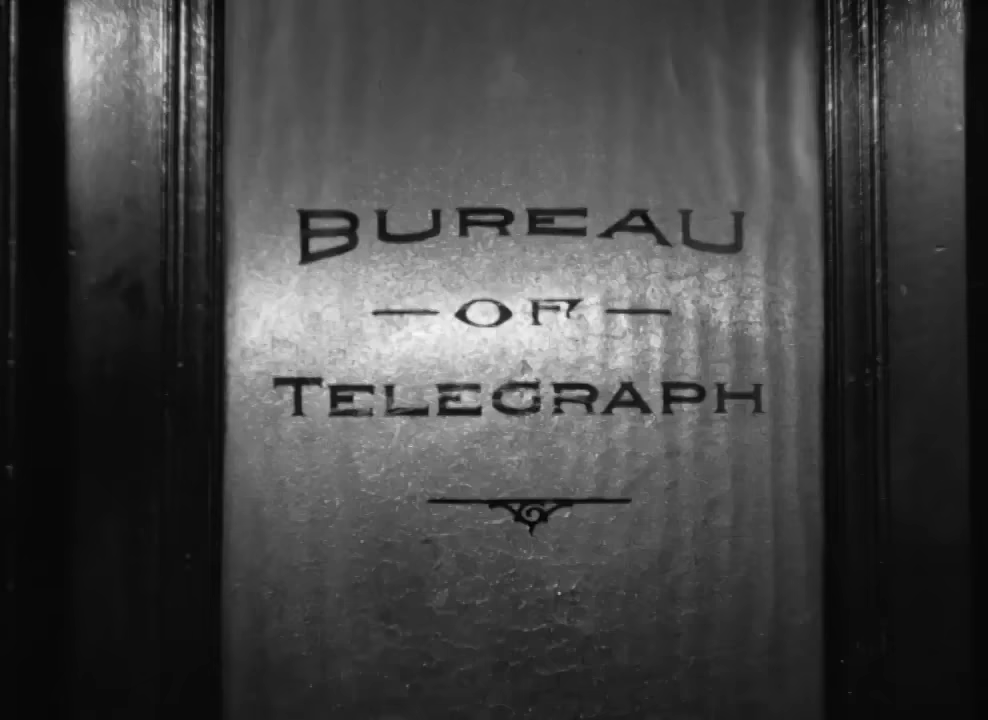 BUREAU
— OF —
TELEGRAPH